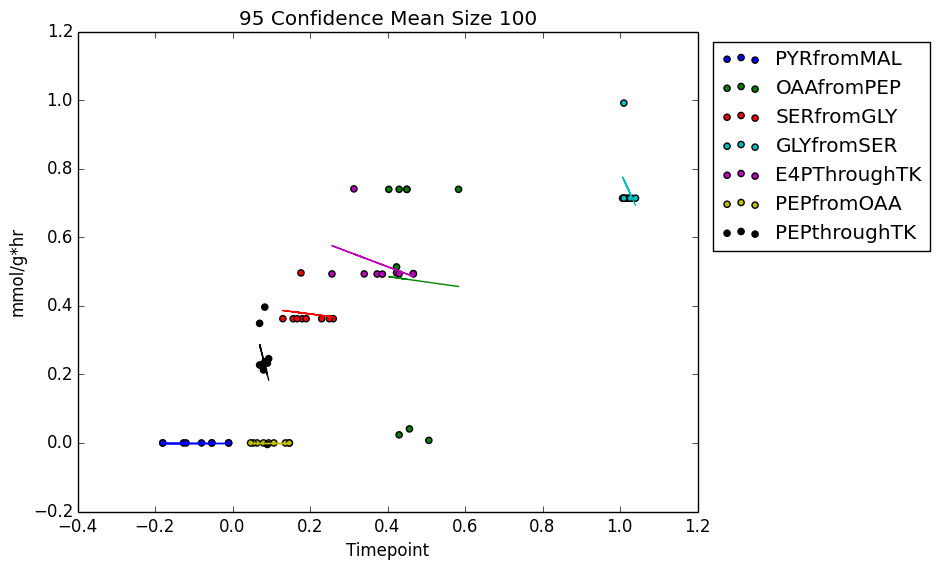 95 Confidence Mean Size 100
mmol/g*hr
1.2
1.0
0.8
0.6
0.4
0.2
0.0
−0.2
−0.4
−0.2
0.0
0.2
0.4
0.6
0.8
1.0
1.2
Timepoint
PYRfromMAL
OAAfromPEP
SERfromGLY
GLYfromSER
E4PThroughTK
PEPfromOAA
PEPthroughTK